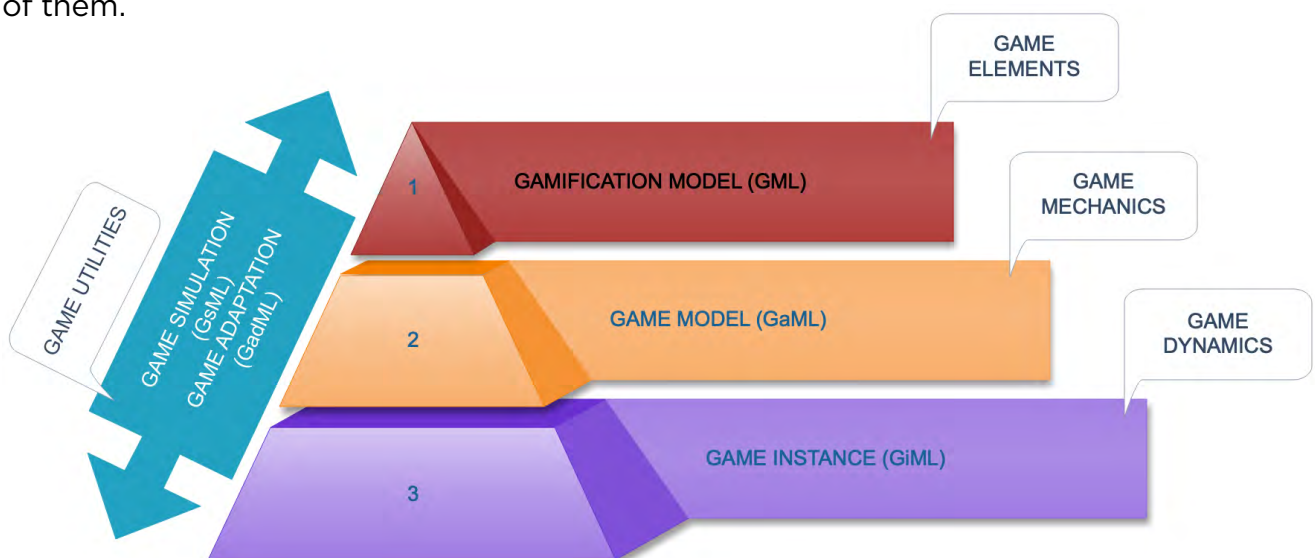 of them.
GAME
ELEMENTS
1
GAMIFICATION MODEL (GML)
GAME
MECHANICS
GAME UTILITIES
GAME SIMULATION
(GsML)
GAME ADAPTATION
(GadML)
2
GAME MODEL (GaML)
GAME
DYNAMICS
3
GAME INSTANCE (GiML)